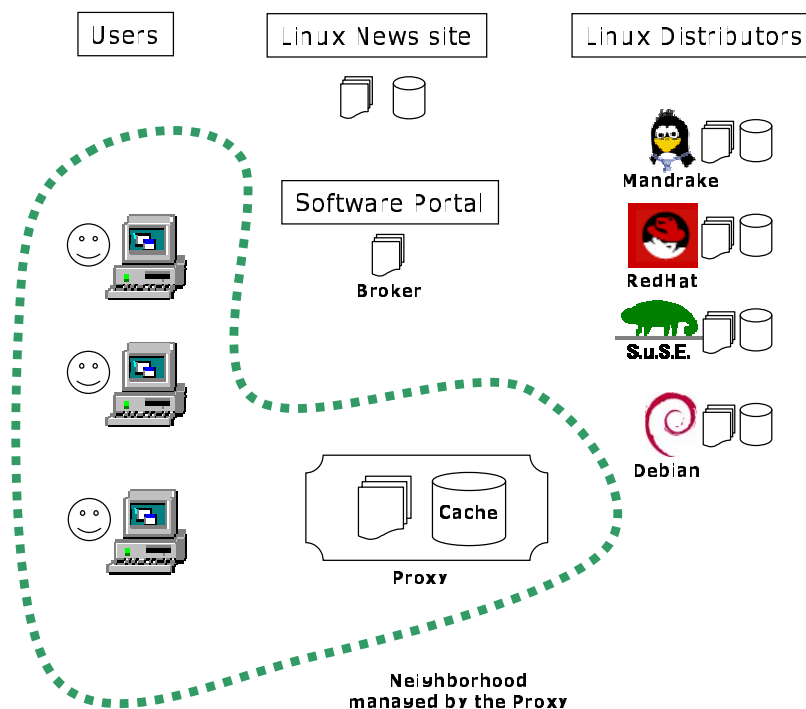 Users
Linux News site
Linux Distributors
Mandrake
Software Portal
Broker
RedHat
S.u.S.E.
Debian
Cache
Proxy
Neighborhood
managed by the Proxy